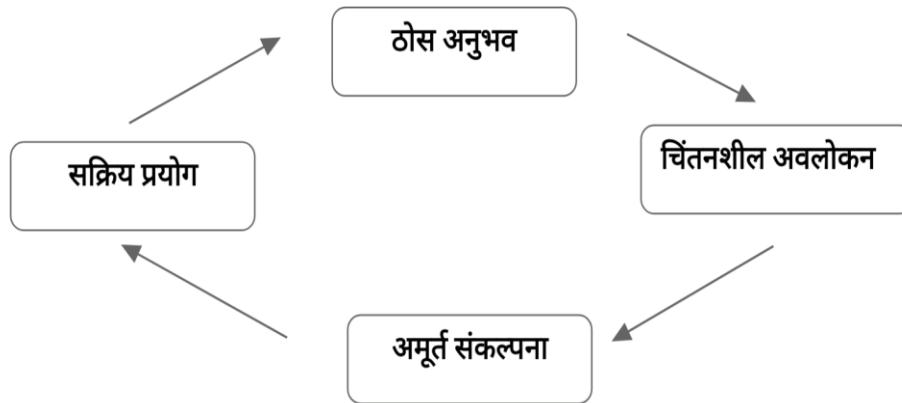 ठोस अनुभव
चिंतनशील अवलोकन
सक्रिय प्रयोग
अमूर्त संकल्पना